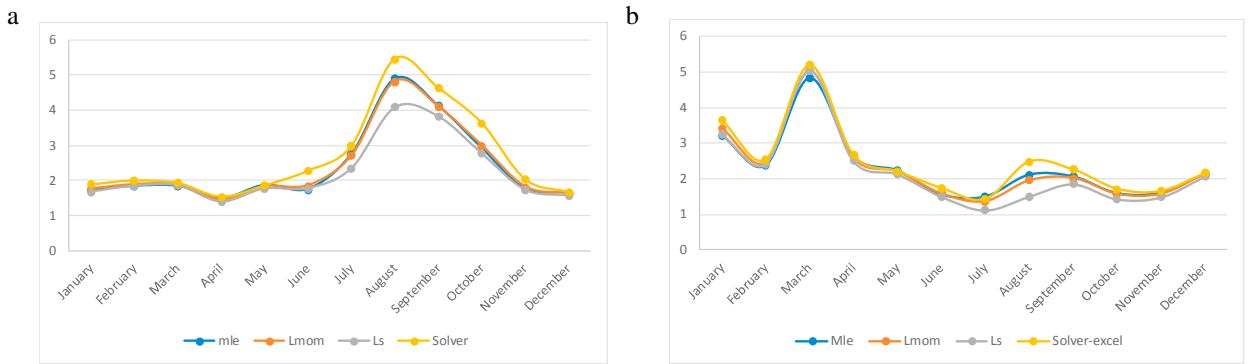 a
6
5
4
3
2
1
0
January February March April May June July August September October November December
mle Lmom Ls Solver
b
6
5
4
3
2
1
0
January February March April May June July August September October November December
Mle Lmom Ls Solver-excel